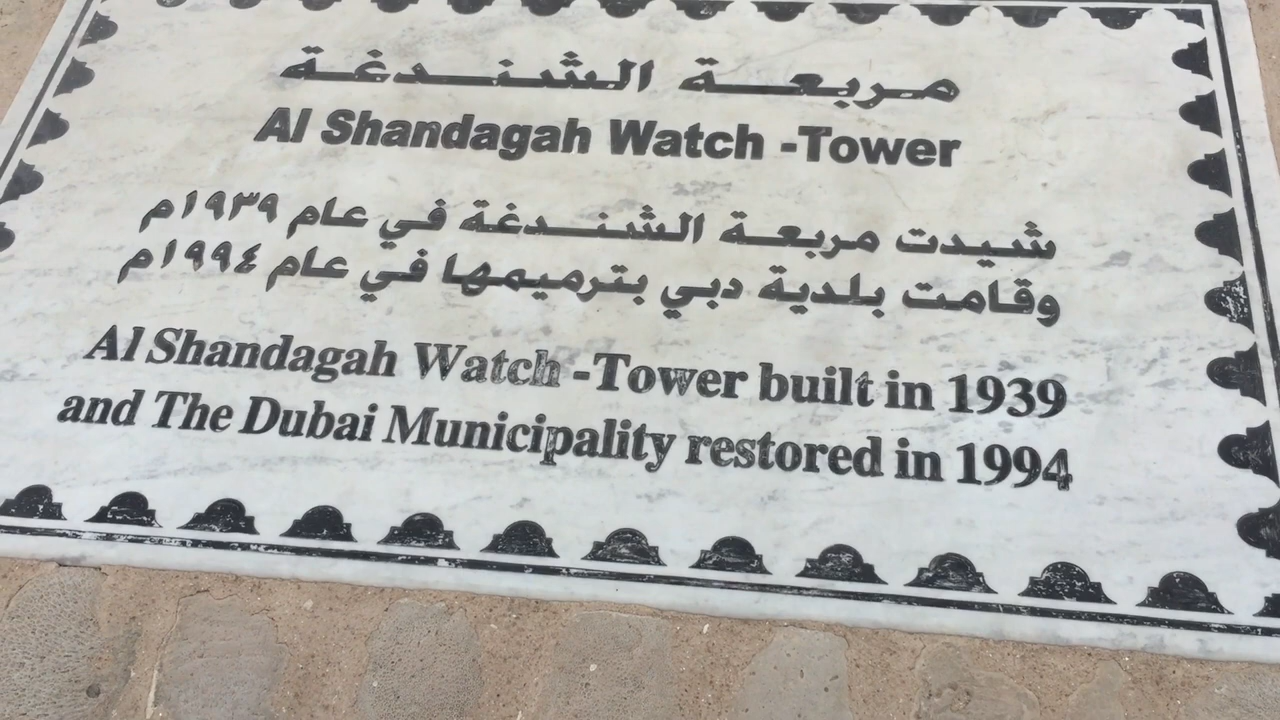 مربعة الشندغة
Al Shandagah Watch -Tower
شيدت مربعة الشندغة في عام ١٩٣٩م
وقامت بلدية دبي بترميمها في عام ١٩٩٤م
Al Shandagah Watch -Tower built in 1939
and The Dubai Municipality restored in 1994